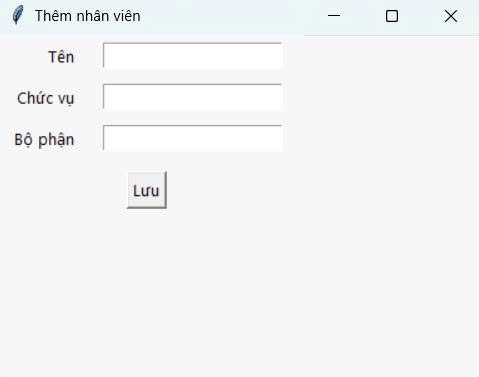 Thêm nhân viên
Tên
Chức vụ
Bộ phận
Lưu